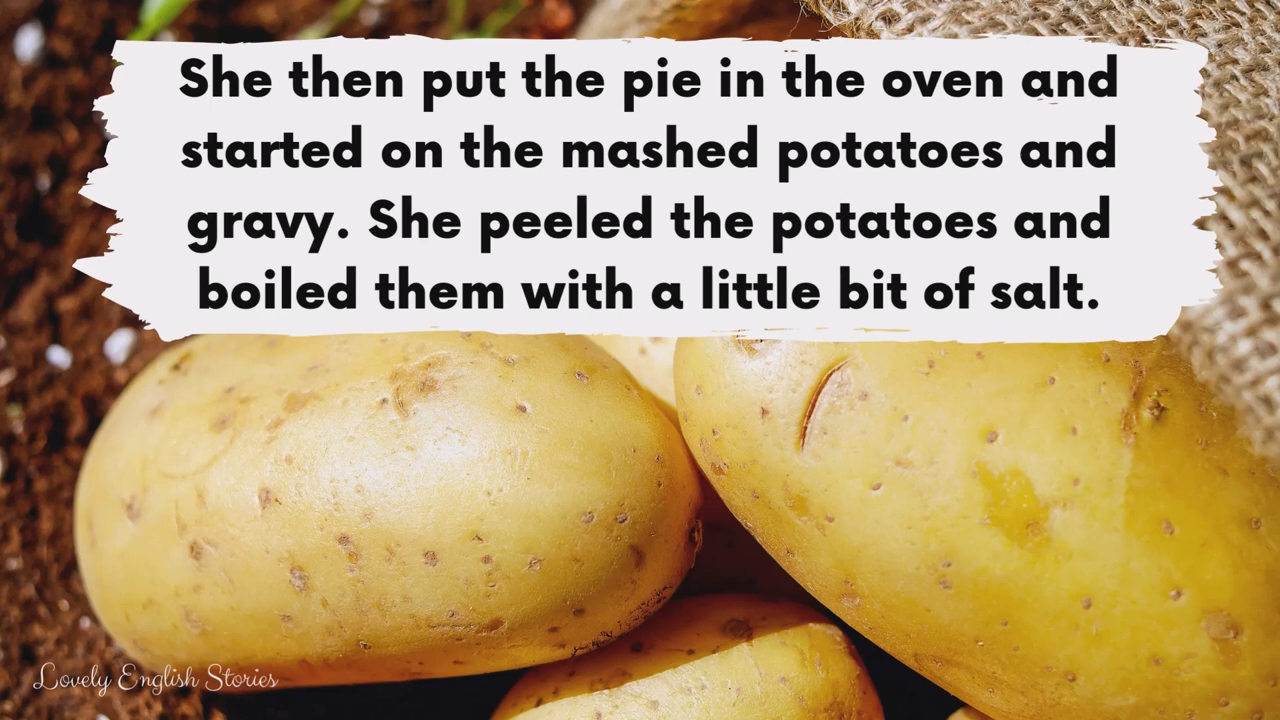 She then put the pie in the oven and
started on the mashed potatoes and
gravy. She peeled the potatoes and
boiled them with a little bit of salt.
Lovely English Stories